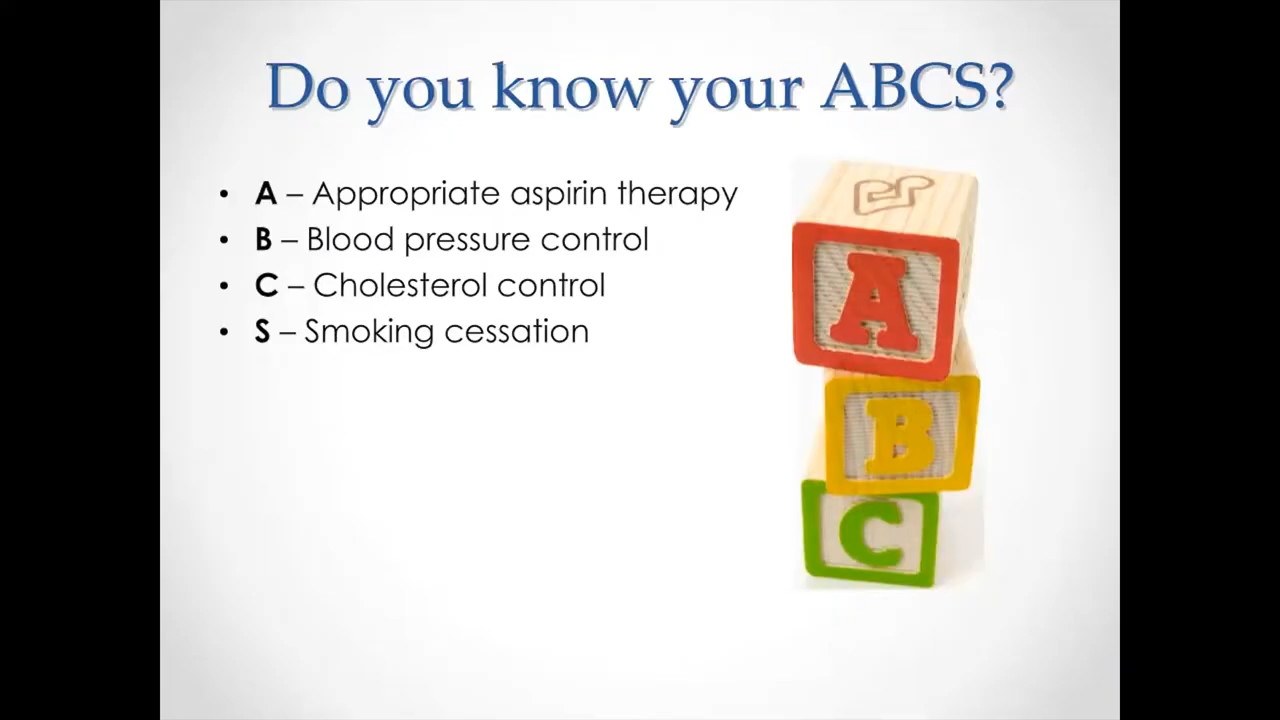 Do you know your ABCS?
• A – Appropriate aspirin therapy
• B – Blood pressure control
• C – Cholesterol control
• S – Smoking cessation
A
B
C